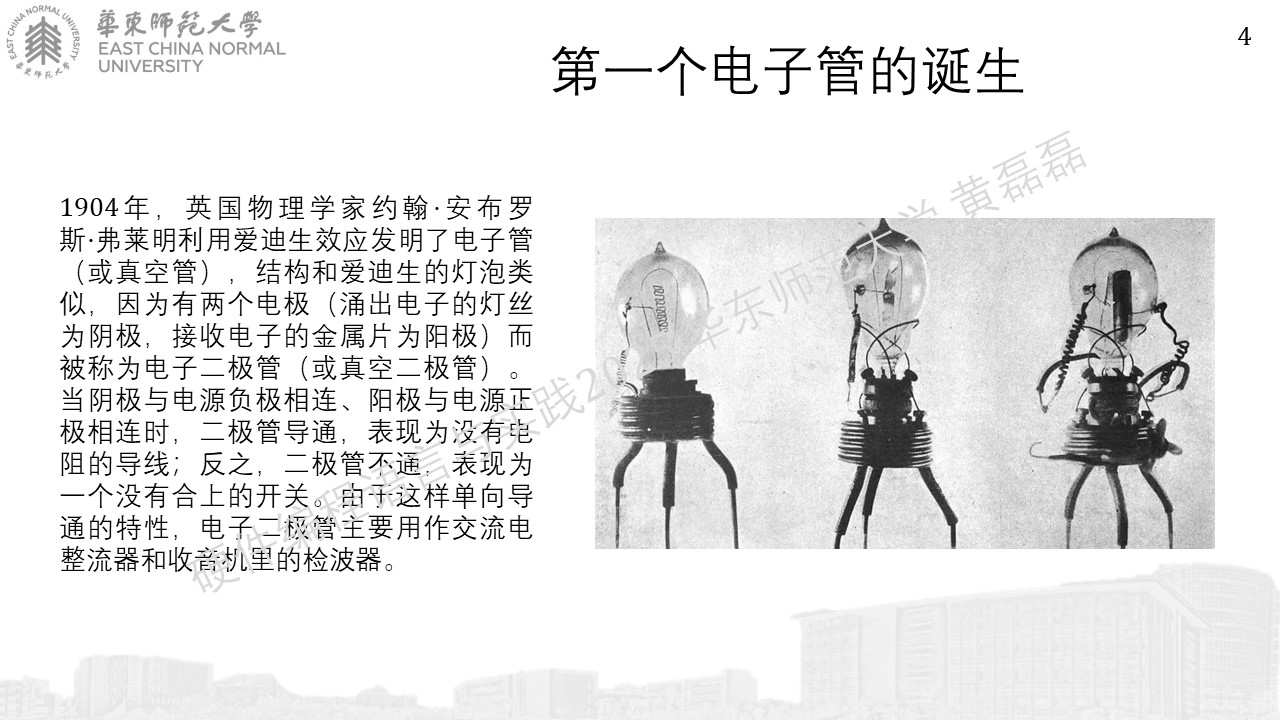 華東師範大學
EAST CHINA NORMAL
UNIVERSITY
EAST CHINA NORMAL UNIVERSITY
華東師範大學
4
第一个电子管的诞生
1904年，英国物理学家约翰·安布罗
斯·弗莱明利用爱迪生效应发明了电子管
（或真空管），结构和爱迪生的灯泡类
似，因为有两个电极（涌出电子的灯丝
为阴极，接收电子的金属片为阳极）而
被称为电子二极管（或真空二极管）。
当阴极与电源负极相连、阳极与电源正
极相连时，二极管导通，表现为没有电
阻的导线；反之，二极管不通，表现为
一个没有合上的开关。由于这样单向导
通的特性，电子二极管主要用作交流电
整流器和收音机里的检波器。
硬件编程语言与实践20 华东师范大学 黄磊磊